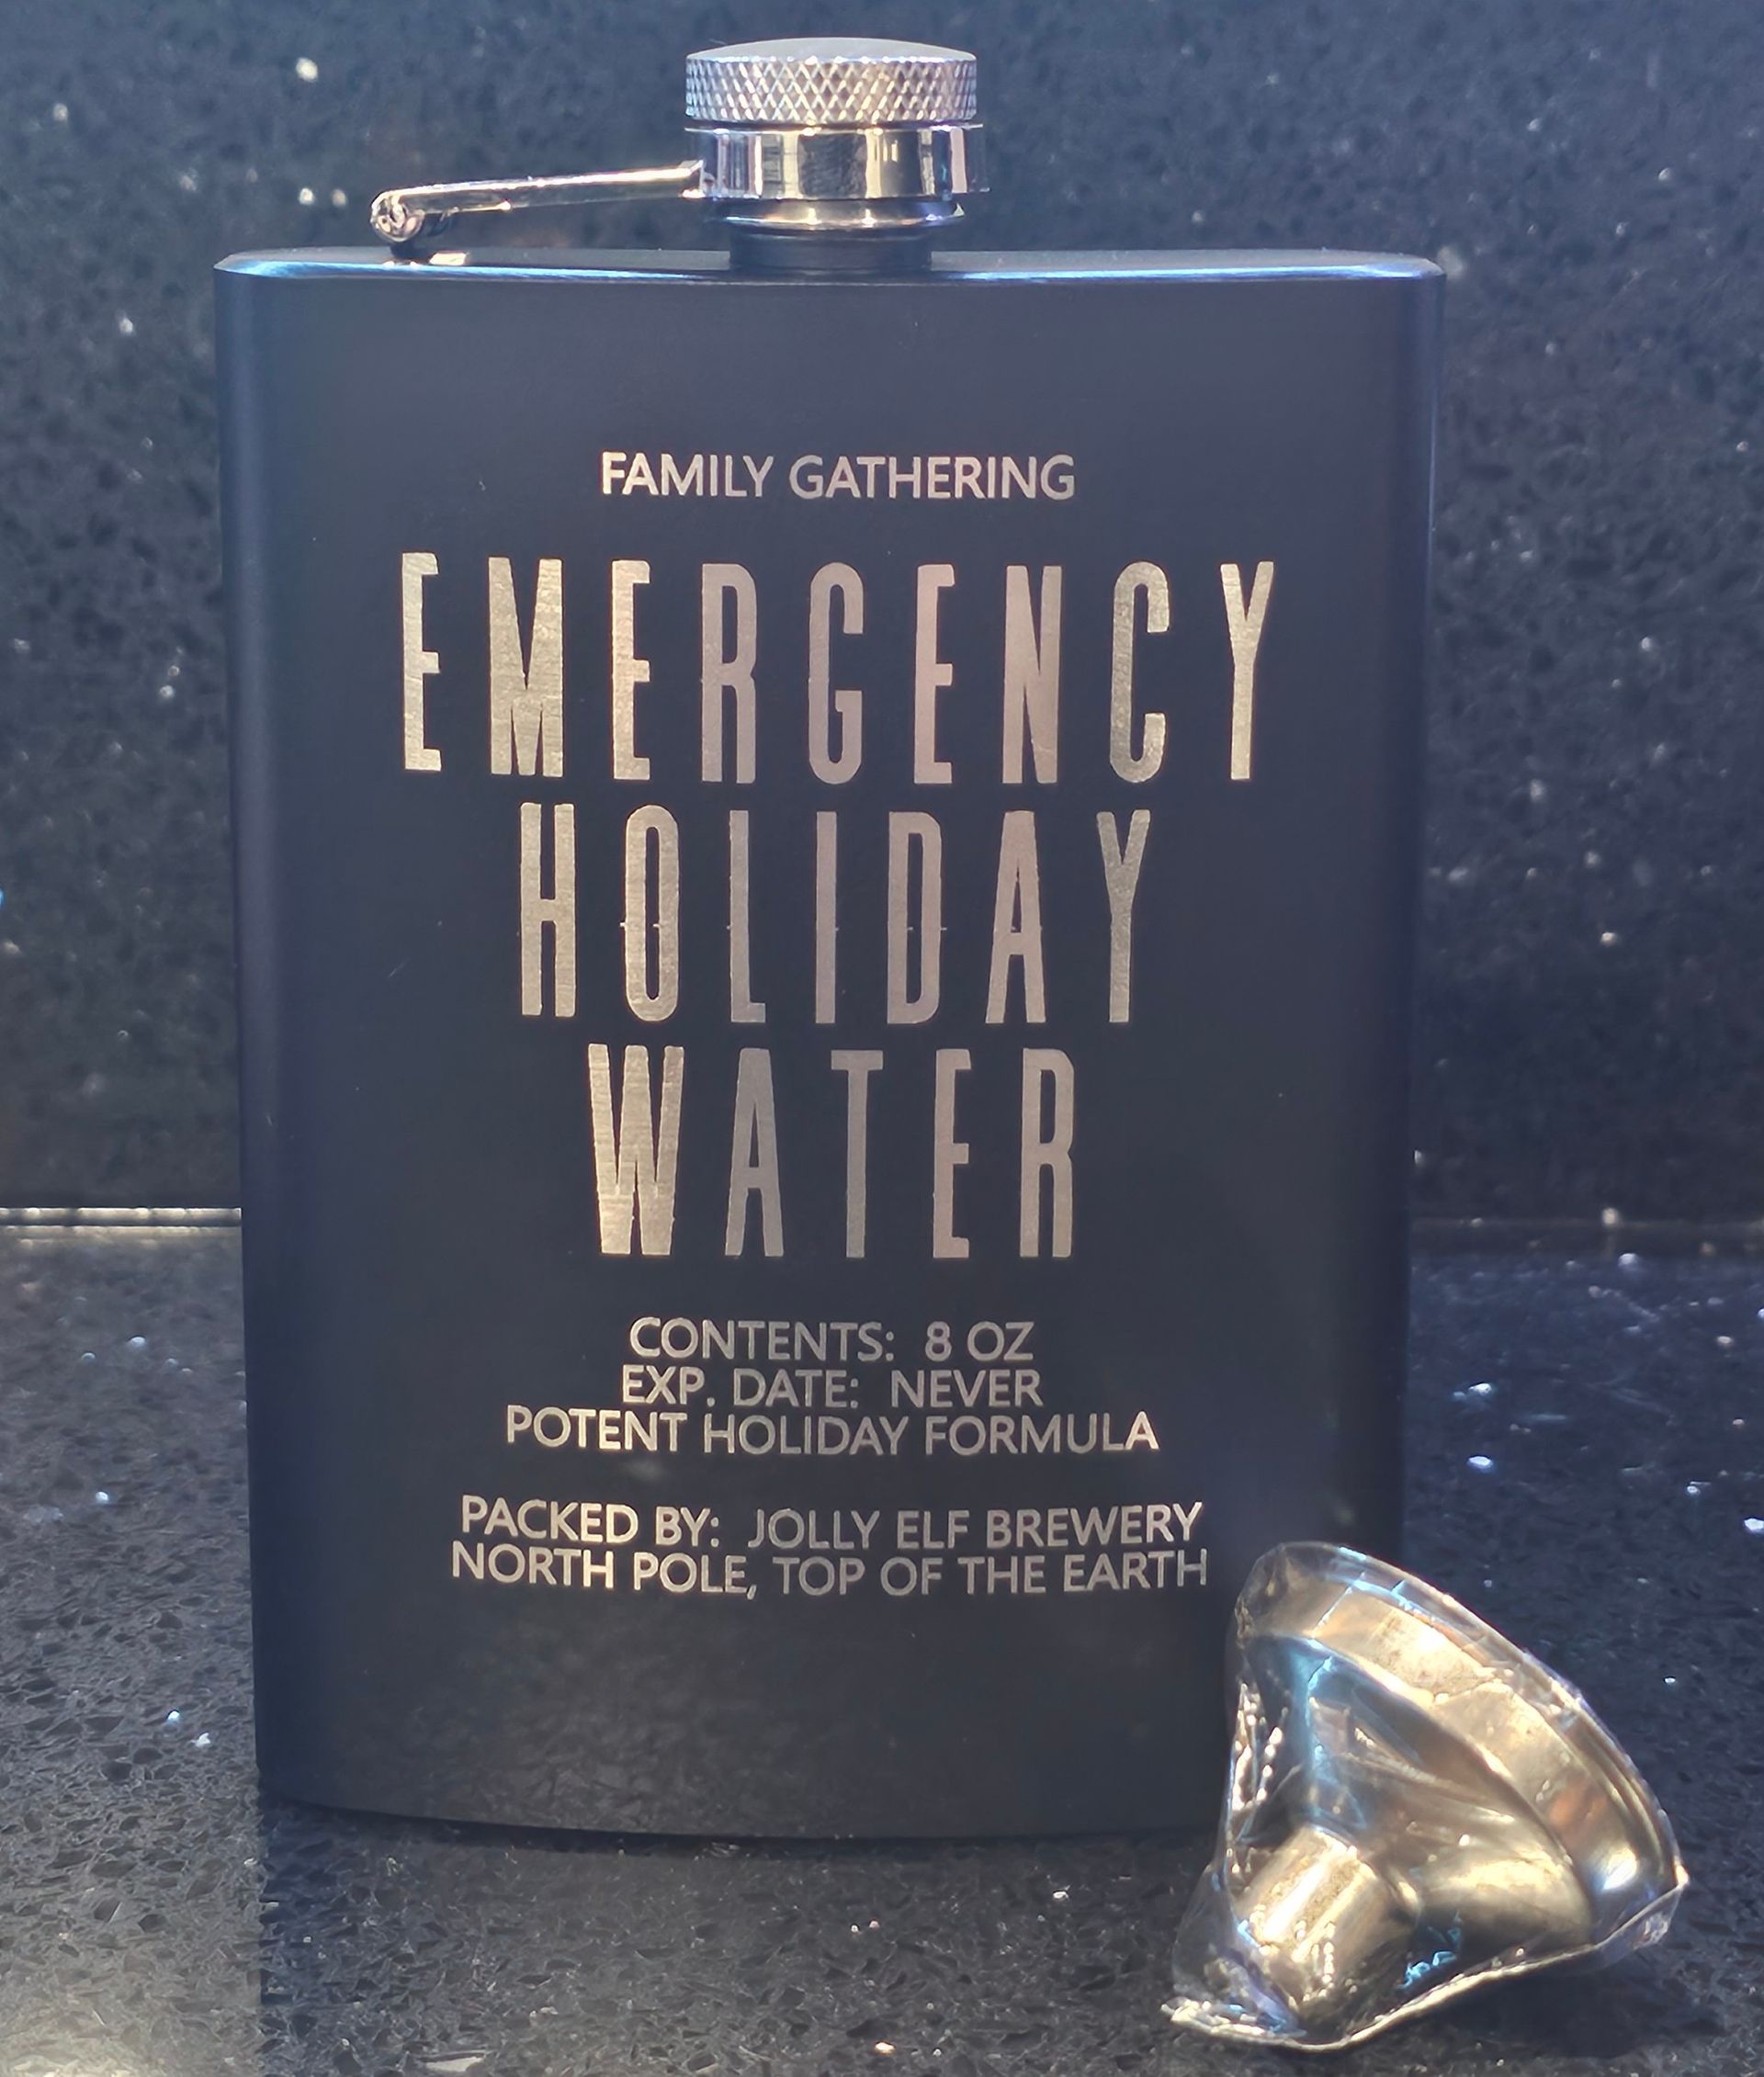 FAMILY GATHERING
EMERGENCY
HOLIDAY
WATER
CONTENTS: 8 OZ
EXP. DATE: NEVER
POTENT HOLIDAY FORMULA
PACKED BY: JOLLY ELF BREWERY
NORTH POLE, TOP OF THE EARTH